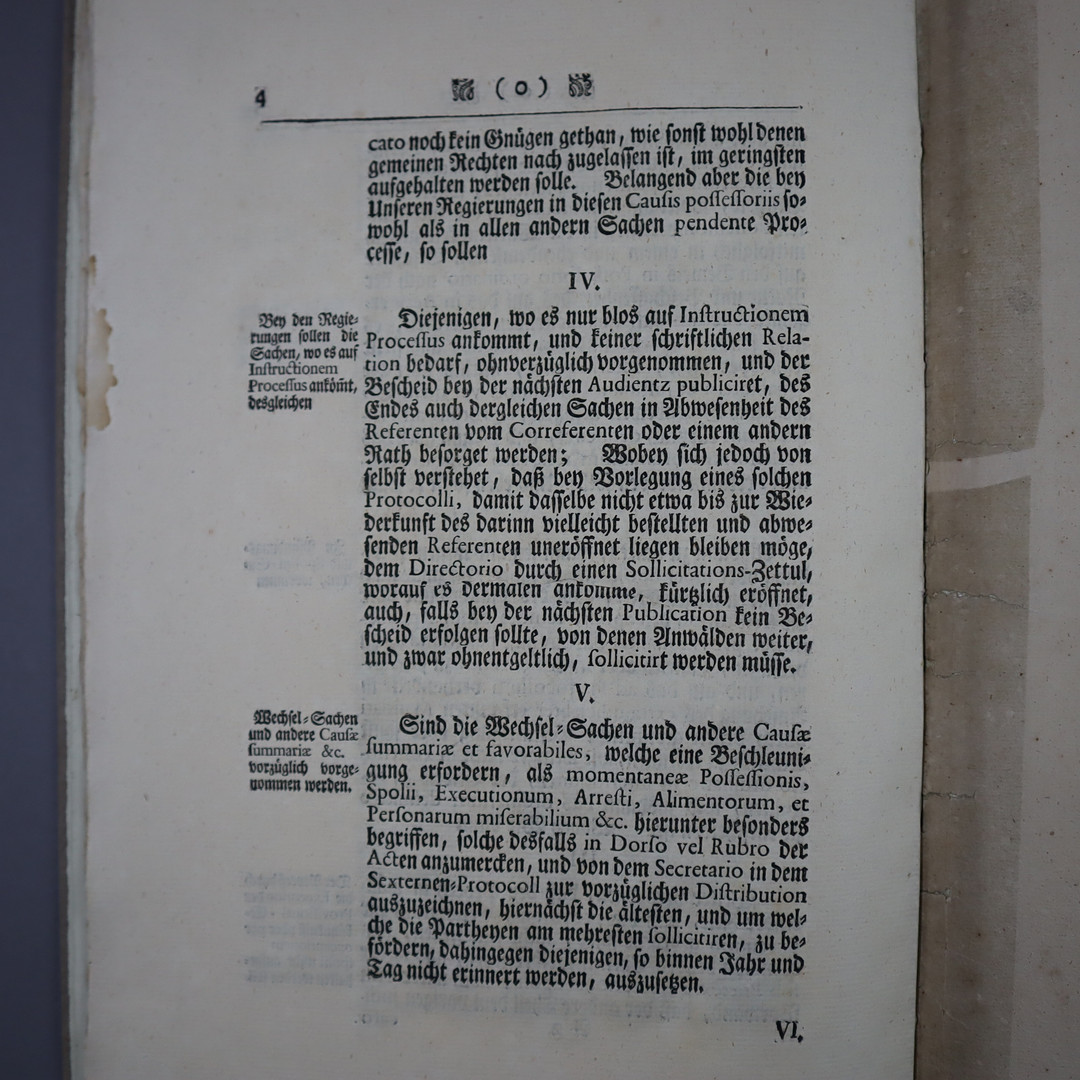 4
( o )
cato noch kein Gnügen gethan, wie sonst wohl denen
gemeinen Rechten nach zugelassen ist, im geringsten
aufgehalten werden solle. Belangend aber die bey
Unseren Regierungen in diesen Causis possessoriis so-
wohl als in allen andern Sachen pendente Pro-
cesse, so sollen
IV.
Bey den Regie-
rungen sollen die
Sachen, wo es auf
Instructionem
Processus ankom̃t,
desgleichen
Diejenigen, wo es nur blos auf Instructionem
Processus ankommt, und keiner schriftlichen Rela-
tion bedarf, ohnverzüglich vorgenommen, und der
Bescheid bey der nächsten Audientz publiciret, des
Endes auch dergleichen Sachen in Abwesenheit des
Referenten vom Correferenten oder einem andern
Rath besorget werden; Wobey sich jedoch von
selbst verstehet, daß bey Vorlegung eines solchen
Protocolli, damit dasselbe nicht etwa bis zur Wie-
derkunft des darinn vielleicht bestellten und abwe-
senden Referenten uneröffnet liegen bleiben möge,
dem Directorio durch einen Sollicitations-Zettul,
worauf es dermalen ankomme, kürtzlich eröffnet,
auch, falls bey der nächsten Publication kein Be-
scheid erfolgen sollte, von denen Anwälden weiter,
und zwar ohnentgeltlich, sollicitirt werden müsse.
V.
Wechsel-Sachen
und andere Causæ
summariæ &c.
vorzüglich vorge-
nommen werden.
Sind die Wechsel-Sachen und andere Causæ
summariæ et favorabiles, welche eine Beschleuni-
gung erfordern, als momentaneæ Possessionis,
Spolii, Executionum, Arresti, Alimentorum, et
Personarum miserabilium &c. hierunter besonders
begriffen, solche desfalls in Dorso vel Rubro der
Acten anzumercken, und von dem Secretario in dem
Sexternen-Protocoll zur vorzüglichen Distribution
auszuzeichnen, hiernächst die ältesten, und um wel-
che die Partheyen am mehresten sollicitiren, zu be-
fördern, dahingegen diejenigen, so binnen Jahr und
Tag nicht erinnert werden, auszusetzen.
VI.